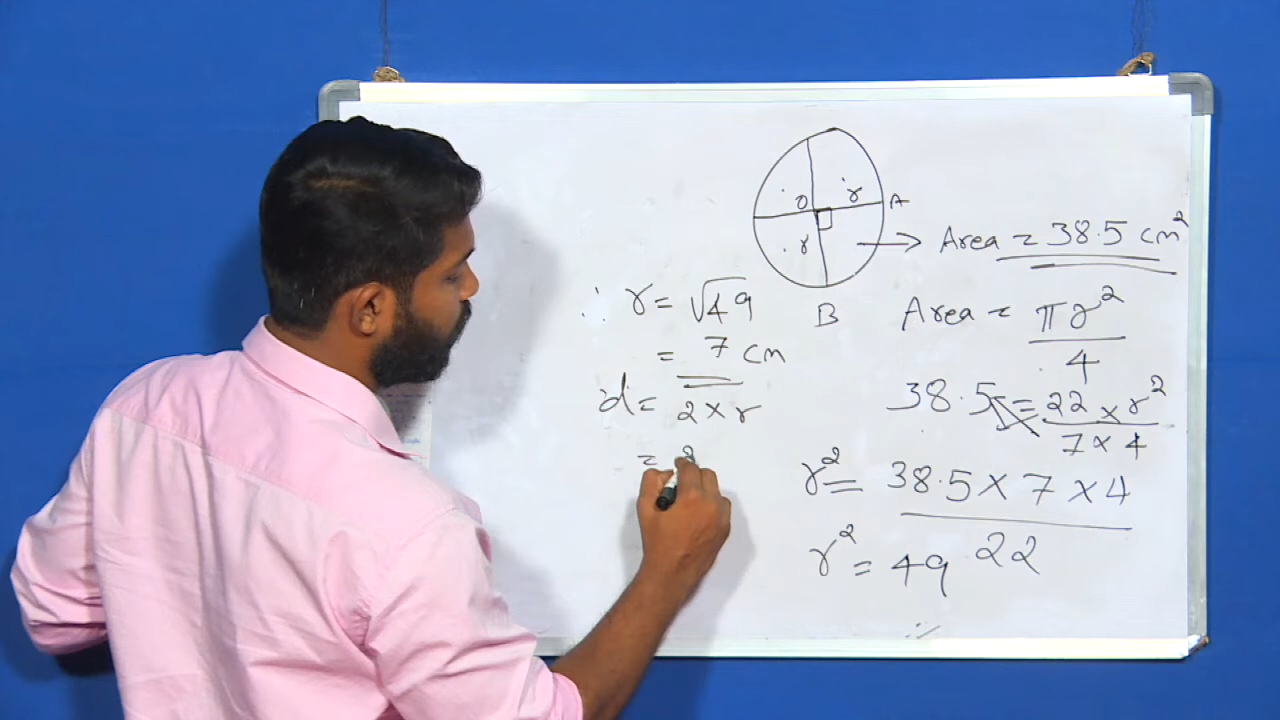 O r A
r
→ Area = 38.5 cm²
B
Area = πr²/4
38.5 = 22 × r²/7 × 4
r² = 38.5 × 7 × 4/22
r² = 49
∴ r = √49
= 7 cm
d = 2 × r
= 2